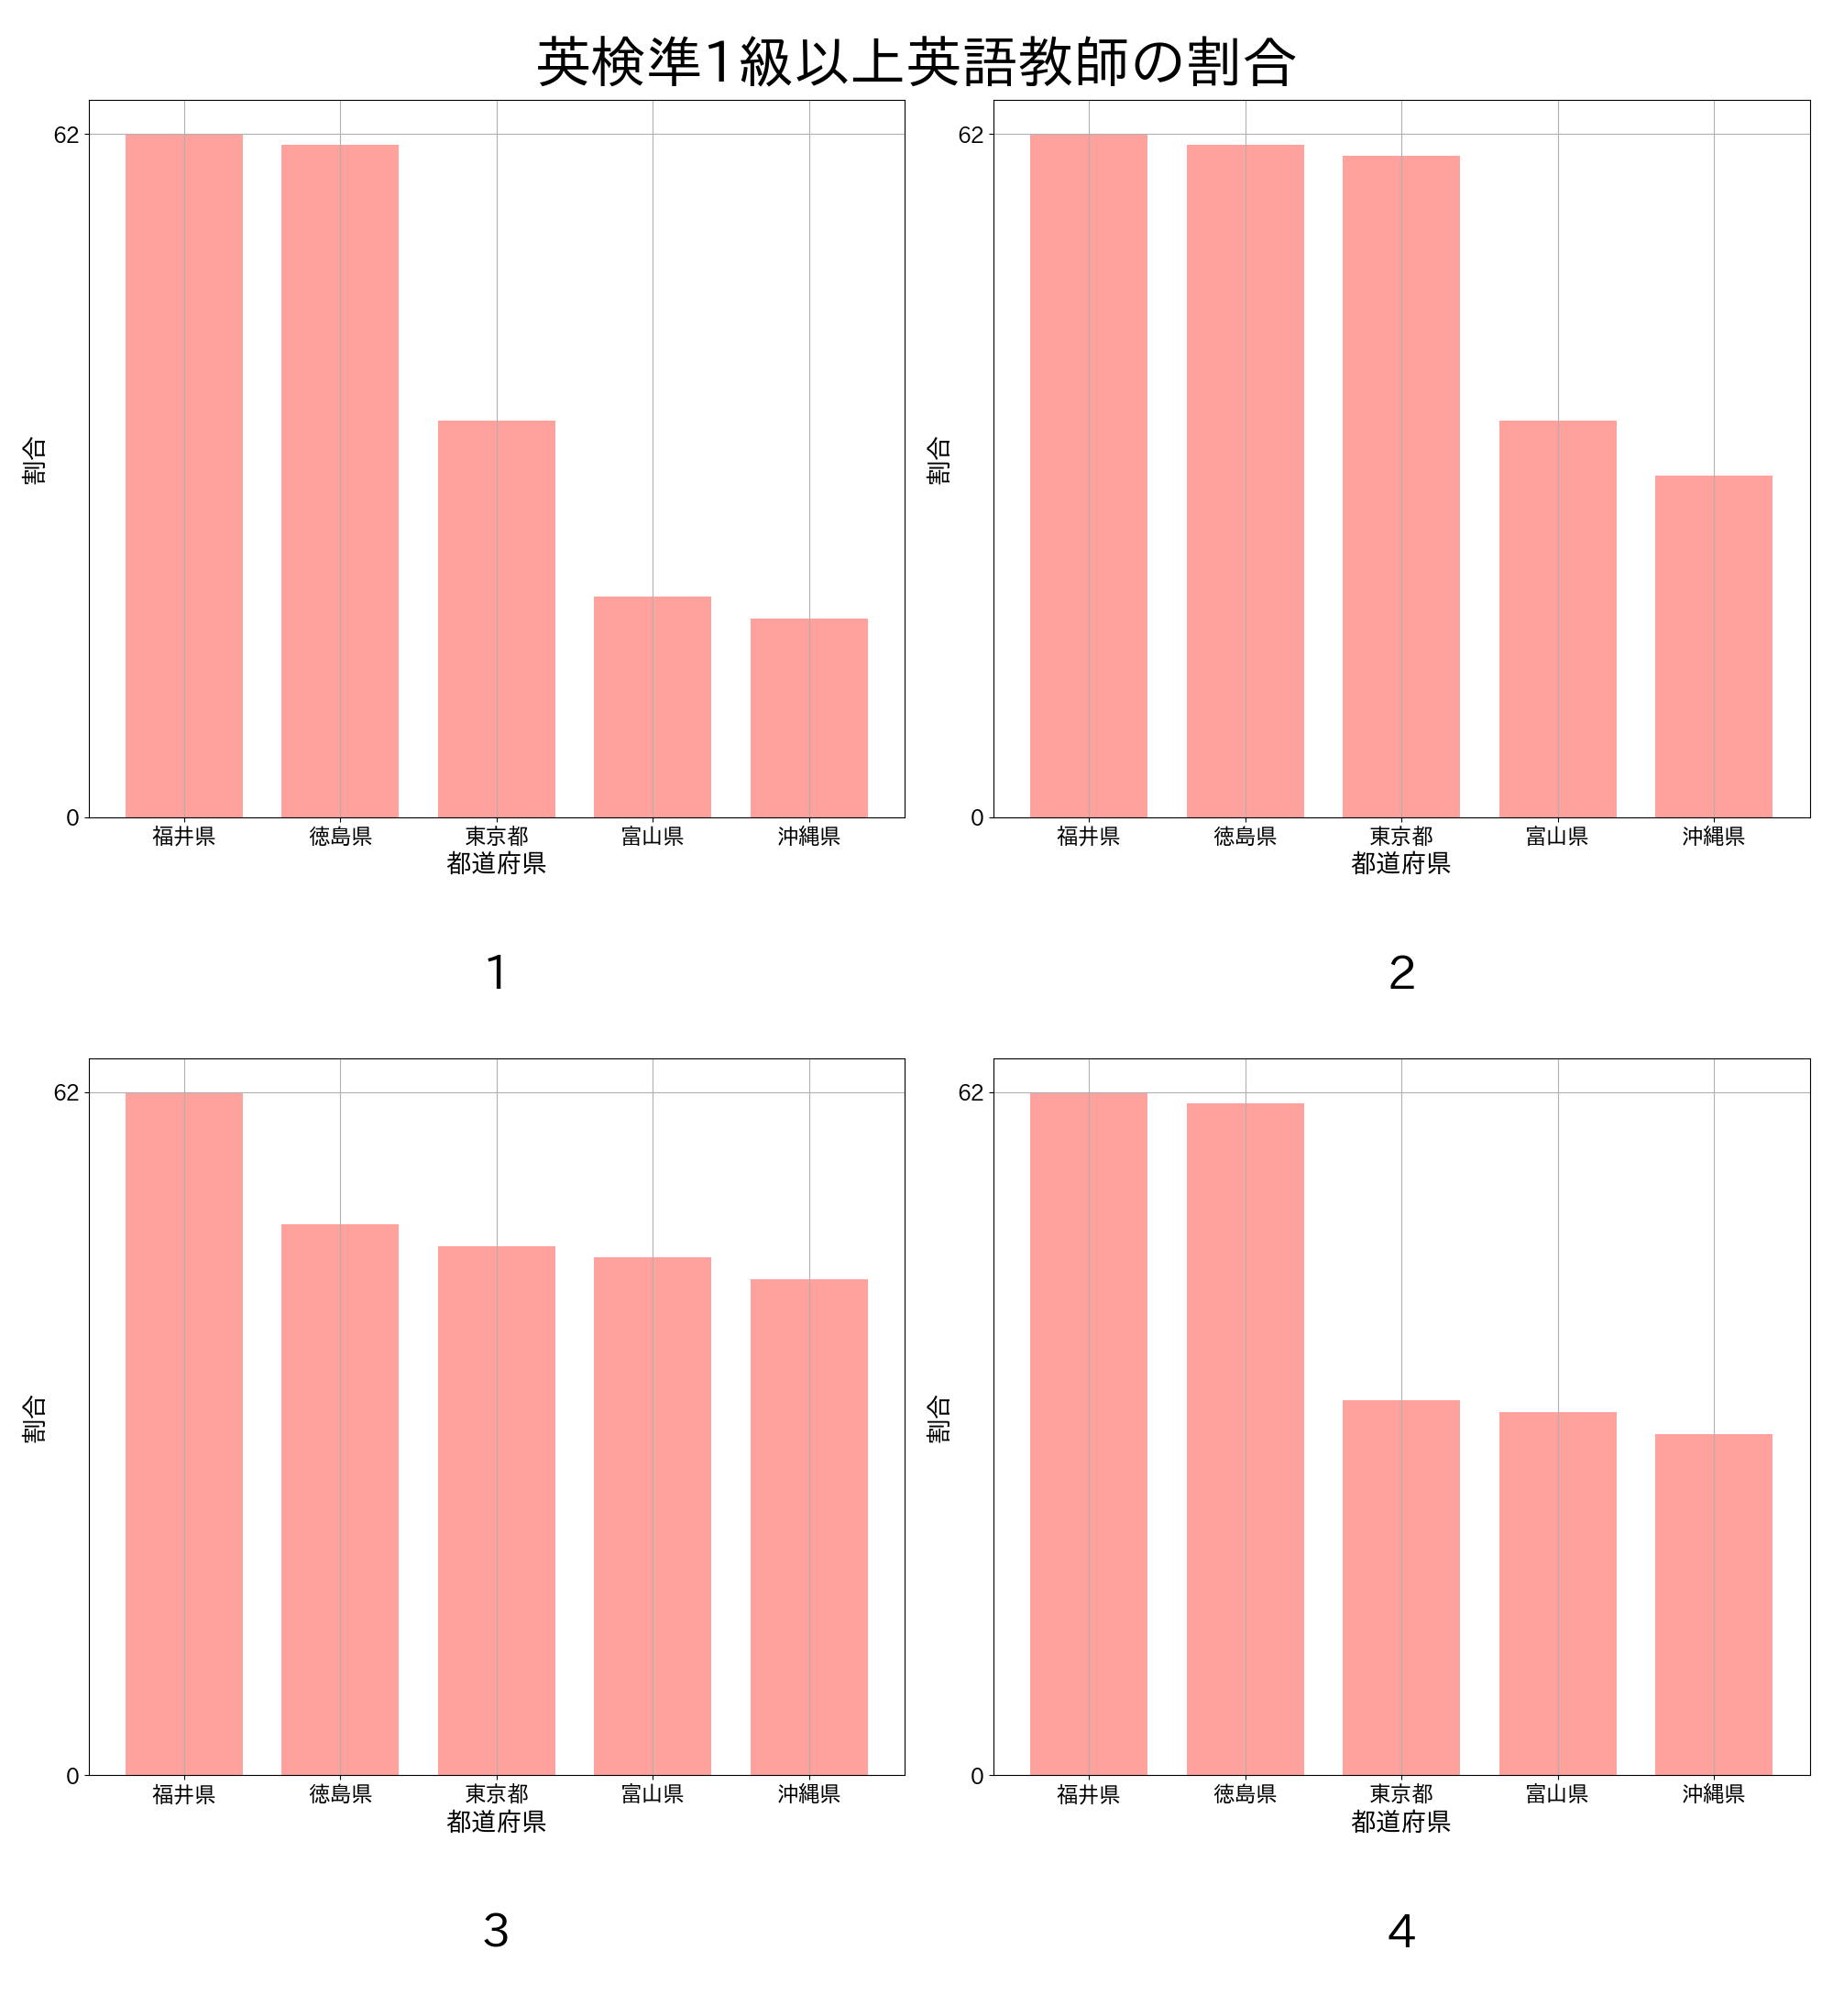 英検準1級以上英語教師の割合
62
0
割合
福井県 徳島県 東京都 富山県 沖縄県
都道府県
1
62
0
割合
福井県 徳島県 東京都 富山県 沖縄県
都道府県
2
62
0
割合
福井県 徳島県 東京都 富山県 沖縄県
都道府県
3
62
0
割合
福井県 徳島県 東京都 富山県 沖縄県
都道府県
4